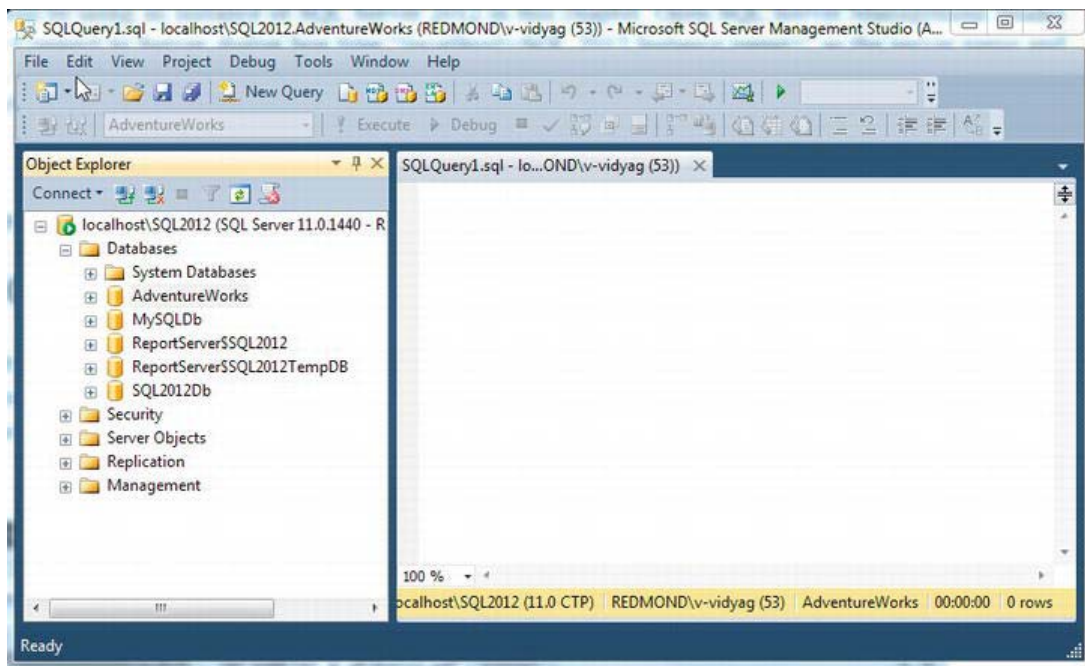 SQLQuery1.sql - localhost\SQL2012.AdventureWorks (REDMOND\v-vidyag (53)) - Microsoft SQL Server Management Studio (A...
File Edit View Project Debug Tools Window Help
New Query
AdventureWorks Execute Debug
Object Explorer
Connect
localhost\SQL2012 (SQL Server 11.0.1440 - R
Databases
System Databases
AdventureWorks
MySQLDb
ReportServer$SQL2012
ReportServer$SQL2012TempDB
SQL2012Db
Security
Server Objects
Replication
Management
SQLQuery1.sql - lo...OND\v-vidyag (53))
100 %
ocalhost\SQL2012 (11.0 CTP) REDMOND\v-vidyag (53) AdventureWorks 00:00:00 0 rows
Ready